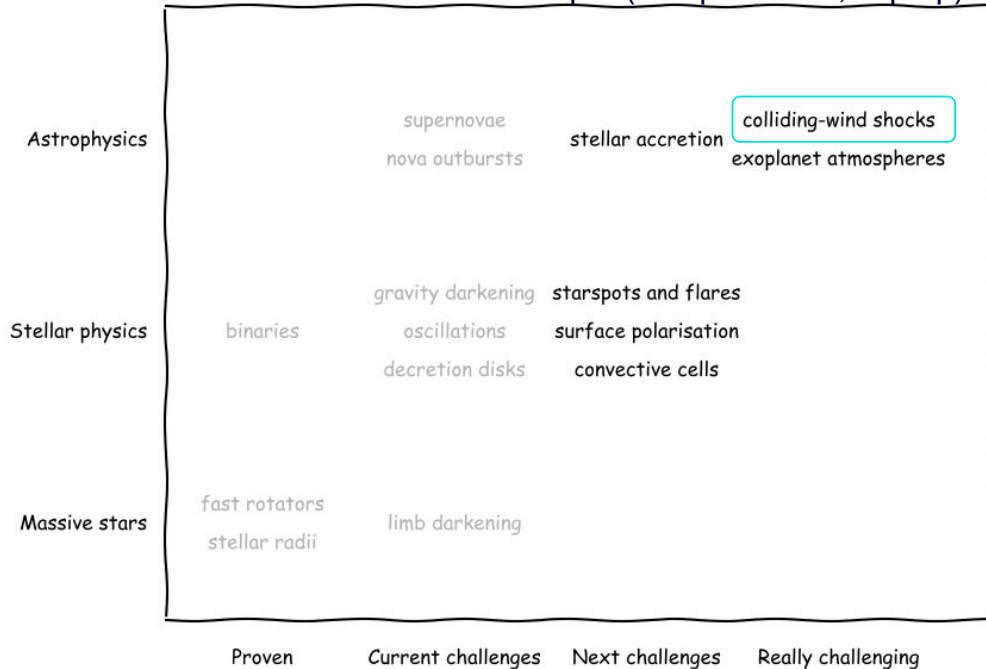 supernovae
colliding-wind shocks
Astrophysics
stellar accretion
nova outbursts
exoplanet atmospheres
gravity darkening
starspots and flares
Stellar physics
binaries
oscillations
surface polarisation
decretion disks
convective cells
fast rotators
Massive stars
limb darkening
stellar radii
Proven
Current challenges
Next challenges
Really challenging